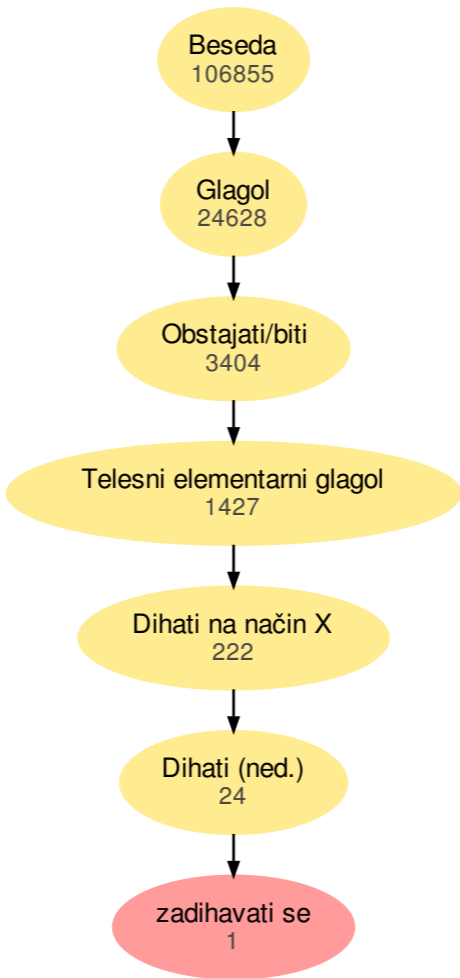 Beseda
106855
Glagol
24628
Obstajati/biti
3404
Telesni elementarni glagol
1427
Dihati na način X
222
Dihati (ned.)
24
zadihavati se
1